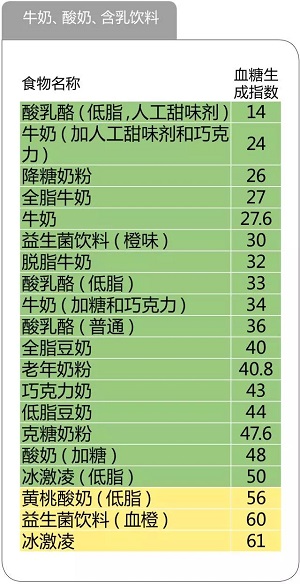 牛奶、酸奶、含乳饮料
食物名称 血糖生成指数
酸乳酪(低脂,人工甜味剂) 14
牛奶(加人工甜味剂和巧克力) 24
降糖奶粉 26
全脂牛奶 27
牛奶 27.6
益生菌饮料(橙味) 30
脱脂牛奶 32
酸乳酪(低脂) 33
牛奶(加糖和巧克力) 34
酸乳酪(普通) 36
全脂豆奶 40
老年奶粉 40.8
巧克力奶 43
低脂豆奶 44
克糖奶粉 47.6
酸奶(加糖) 48
冰激凌(低脂) 50
黄桃酸奶(低脂) 56
益生菌饮料(血橙) 60
冰激凌 61